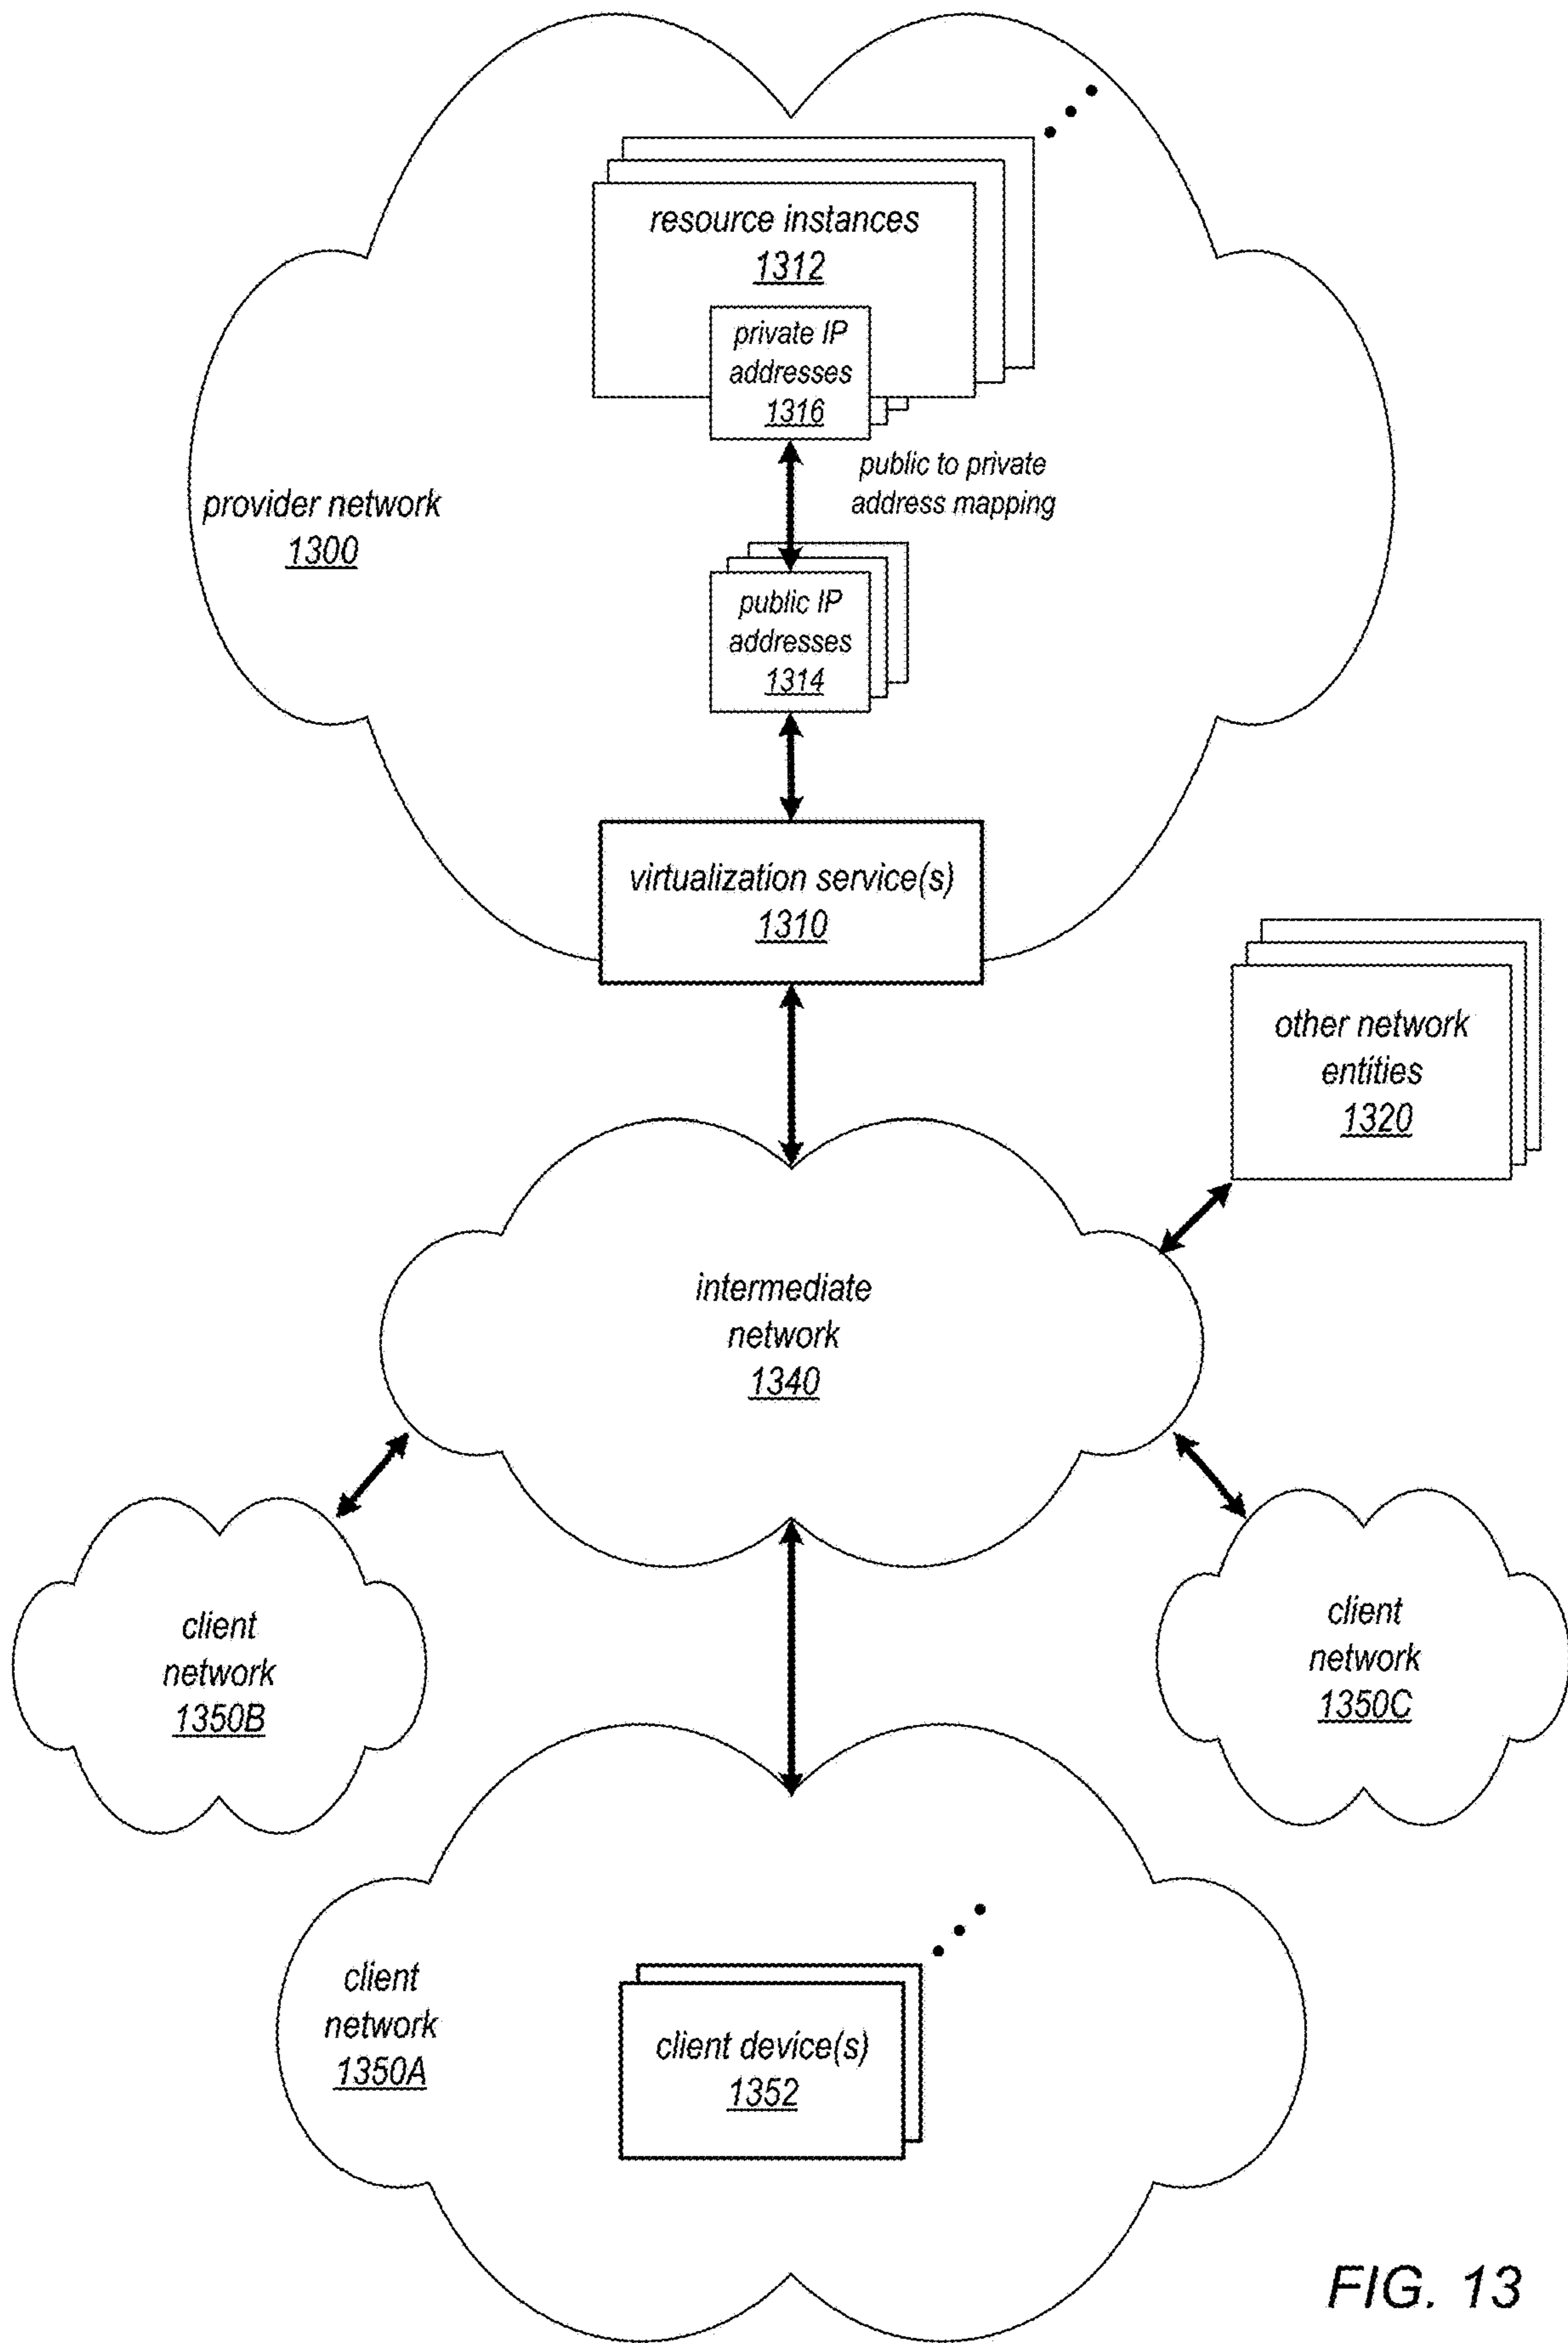 resource instances
1312
private IP
addresses
1316
public to private
address mapping
provider network
1300
public IP
addresses
1314
virtualization service(s)
1310
other network
entities
1320
intermediate
network
1340
client
network
1350B
client
network
1350C
client
network
1350A
client device(s)
1352
FIG. 13